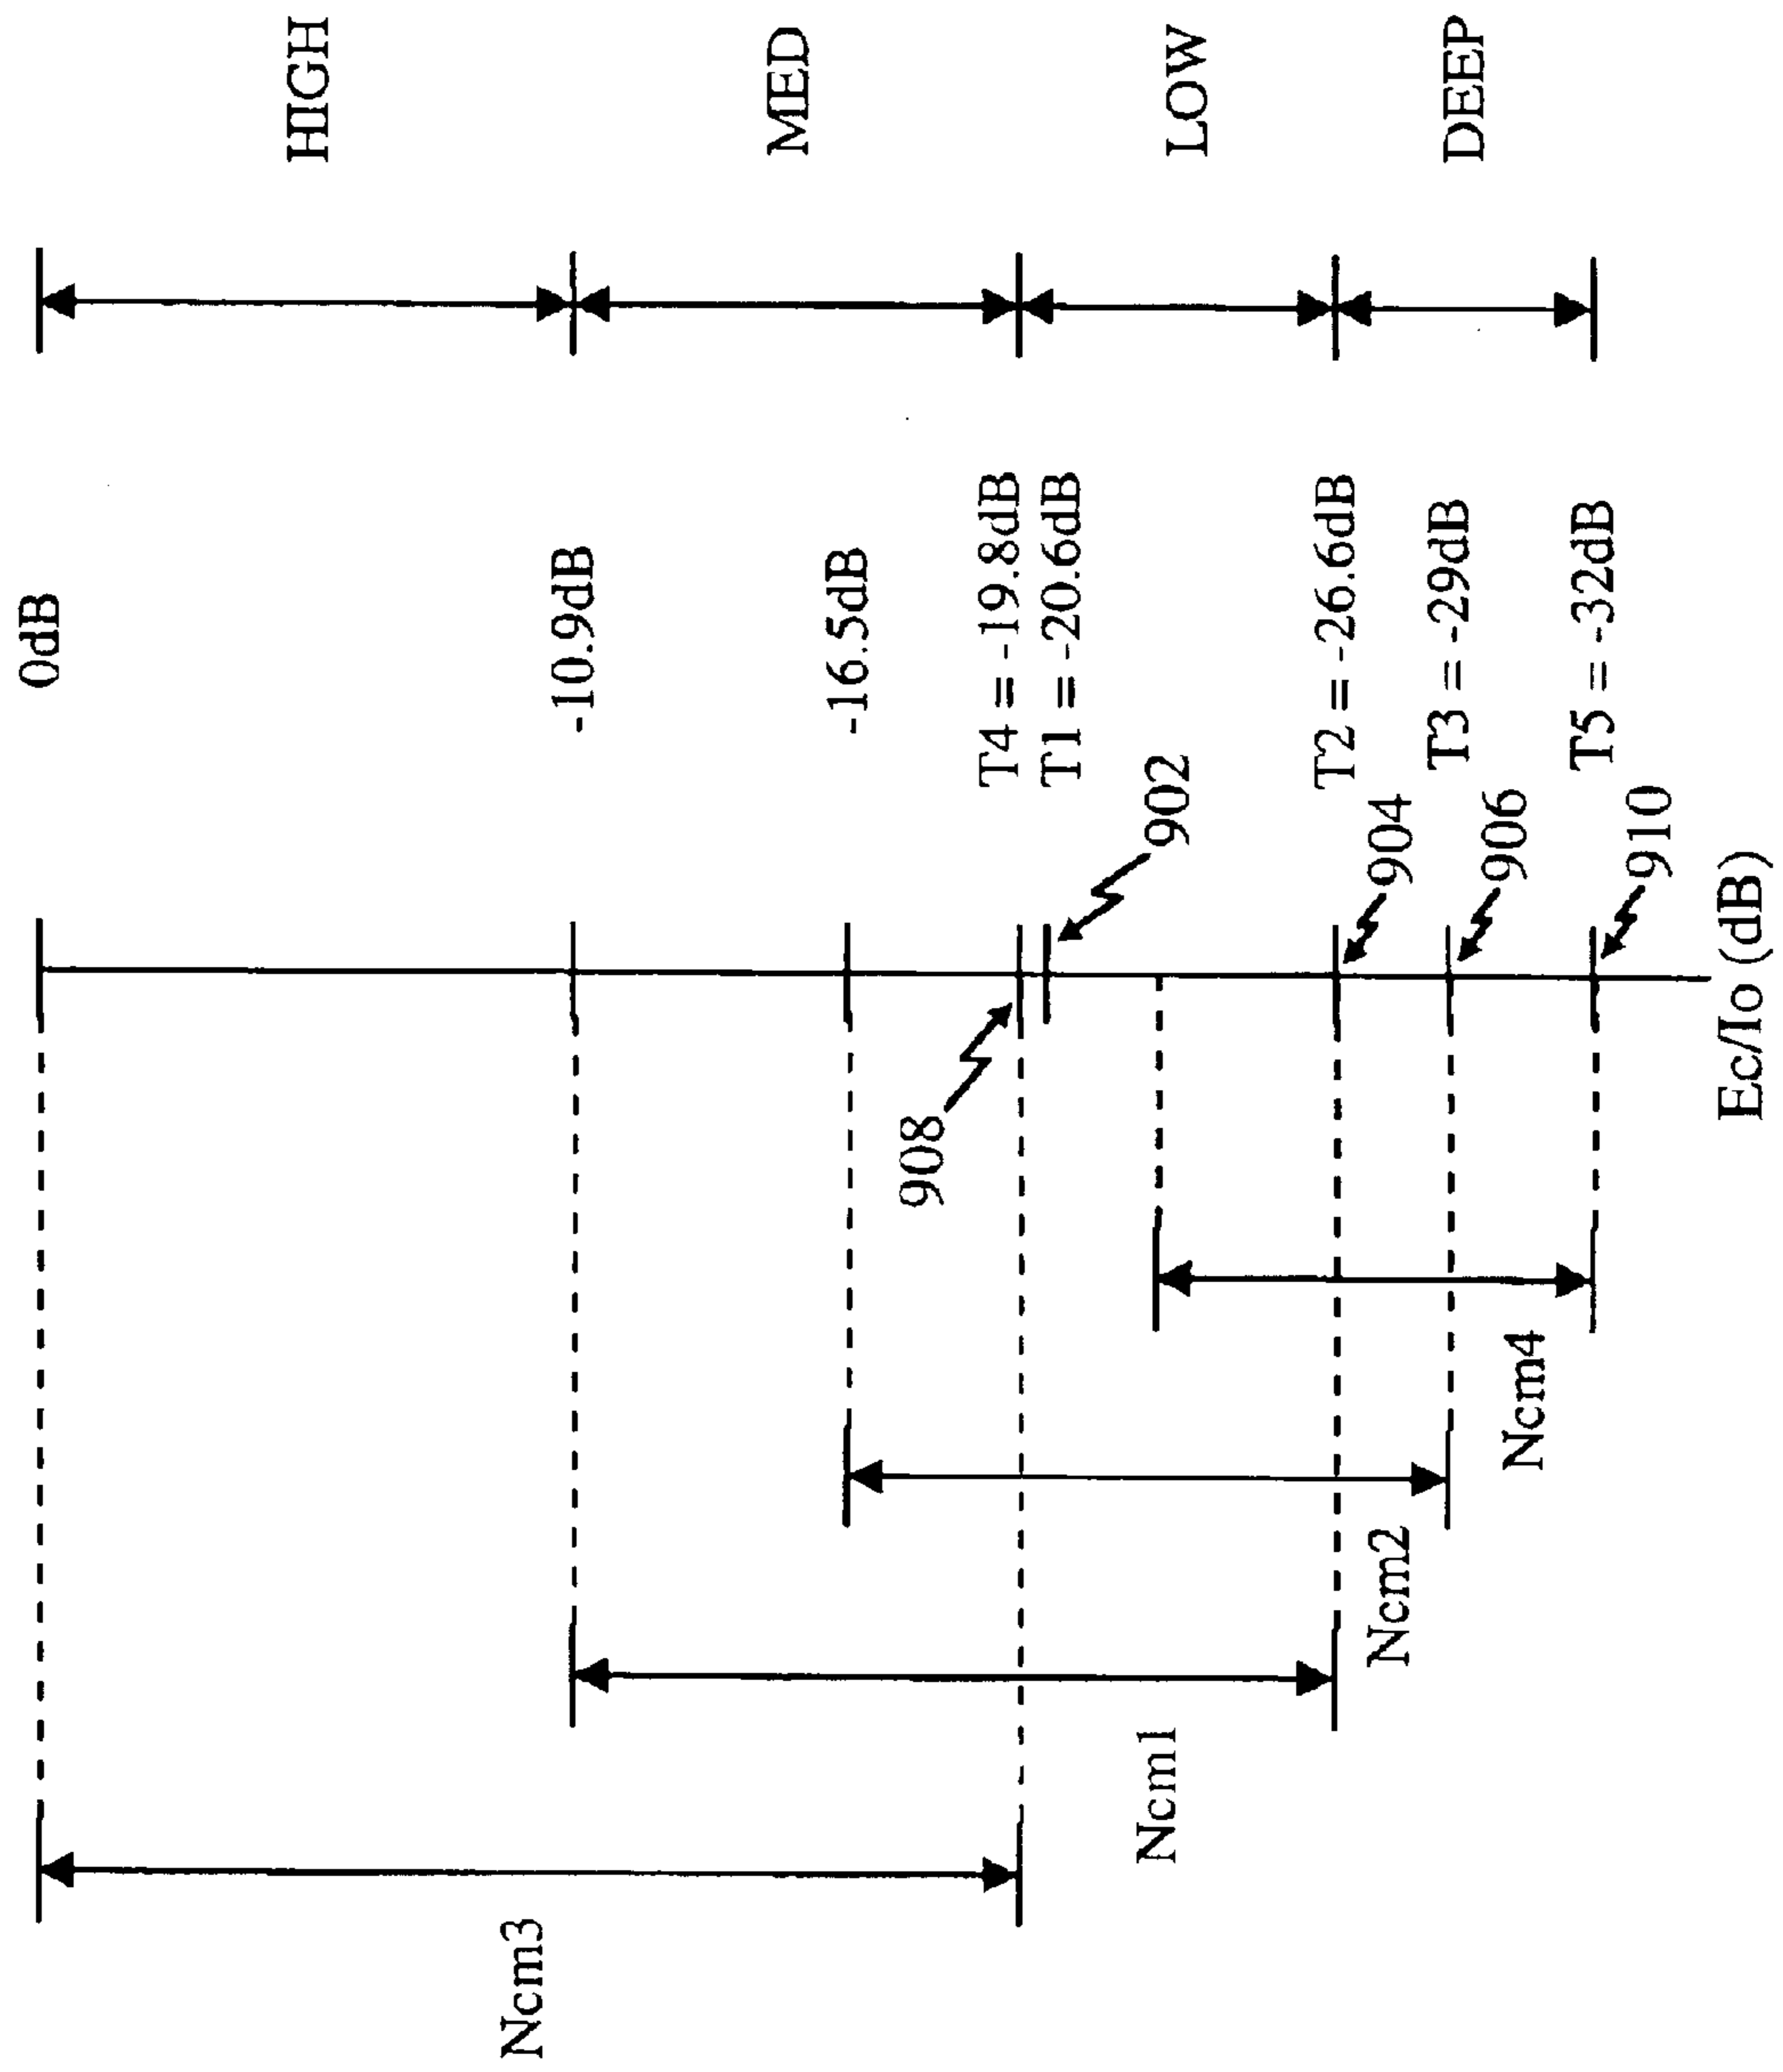 0dB
HIGH
-10.9dB
MED
-16.5dB
T4 = -19.8dB
T1 = -20.6dB
908
902
LOW
T2 = -26.6dB
904
T3 = -29dB
906
DEEP
T5 = -32dB
910
Ncm3
Ncm1
Ncm2
Ncm4
Ec/Io (dB)